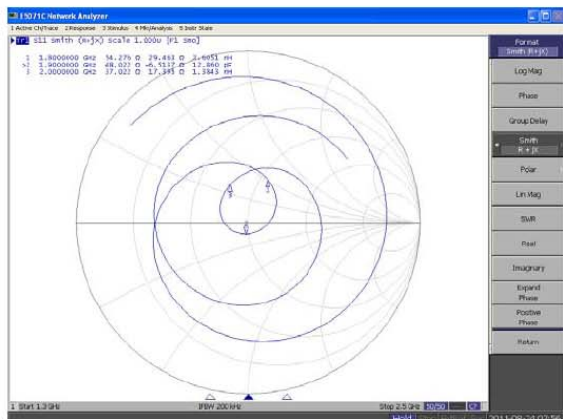 E5071C Network Analyzer
1 Active Ch/Trace 2 Response 3 Stimulus 4 Mkr/Analysis 5 Instr State
Tr1 S11 Smith (R+jX) Scale 1.000U [F1 Smo]
1 1.8000000 GHz 54.276 Ω 29.463 Ω 2.6051 nH
>2 1.9000000 GHz 48.022 Ω -6.5137 Ω 12.860 pF
3 2.0000000 GHz 37.022 Ω 17.395 Ω 1.3843 nH
Format
Smith (R+jX)
Log Mag
Phase
Group Delay
Smith
R + jX
Polar
Lin Mag
SWR
Real
Imaginary
Expand
Phase
Positive
Phase
Return
1 Start 1.3 GHz
IFBW 200 kHz
Stop 2.5 GHz